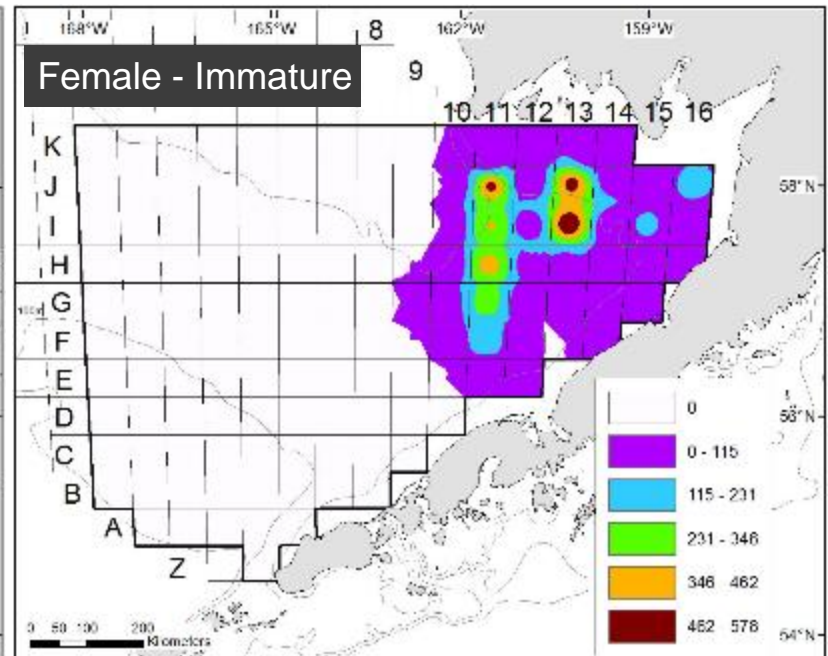 168°W 165°W 8 162°W 159°W
Female - Immature
9
10 11 12 13 14 15 16
K
J 58°N
I
H
G
F
E
D 56°N
C
B
A
Z
0
0 - 115
115 - 231
231 - 346
346 462
462 578
0 50 100 200
Kilometers
54°N